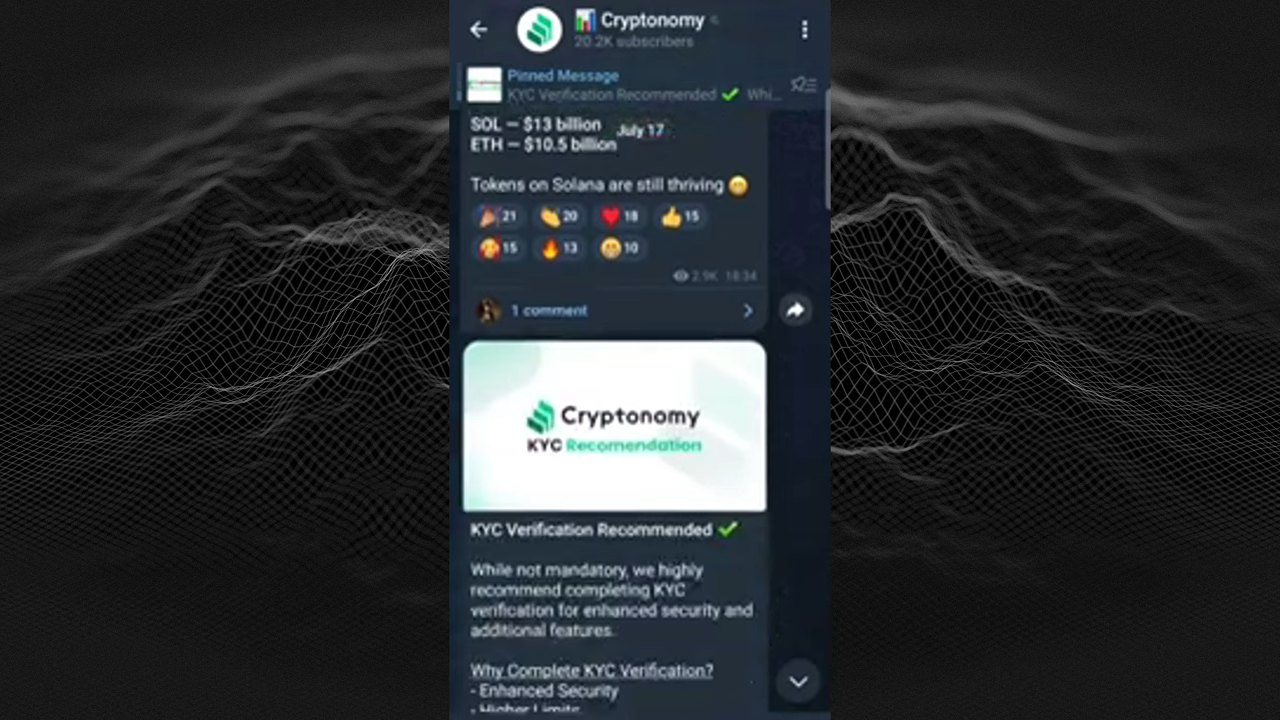 Cryptonomy
20.2K subscribers
Pinned Message
KYC Verification Recommended ✔ Whi...
SOL — $13 billion
July 17
ETH — $10.5 billion
Tokens on Solana are still thriving 😁
🎉 21 👏 20 ❤ 18 👍 15
🥰 15 🔥 13 😁 10
2.9K 18:34
1 comment
Cryptonomy
KYC Recomendation
KYC Verification Recommended ✔
While not mandatory, we highly
recommend completing KYC
verification for enhanced security and
additional features.
Why Complete KYC Verification?
- Enhanced Security
- Higher Limits